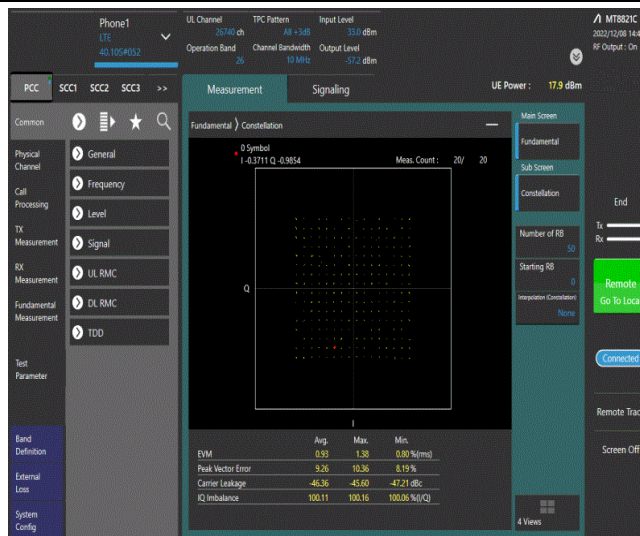 Phone1
LTE
40.10S#052
UL Channel
26740 ch
TPC Pattern
All +3dB
Input Level
33.0 dBm
Operation Band
26
Channel Bandwidth
10 MHz
Output Level
-57.2 dBm
MT8821C
2022/12/08 14:4
RF Output : On
PCC SCC1 SCC2 SCC3 >>
Measurement
Signaling
UE Power : 17.9 dBm
Common
Physical
Channel
Call
Processing
TX
Measurement
RX
Measurement
Fundamental
Measurement
Test
Parameter
Band
Definition
External
Loss
System
Config
General
Frequency
Level
Signal
UL RMC
DL RMC
TDD
Fundamental 〉 Constellation
0 Symbol
I -0.3711 Q -0.9854
Meas. Count : 20/ 20
Q
I
Avg. Max. Min.
EVM 0.93 1.38 0.80 %(rms)
Peak Vector Error 9.26 10.36 8.19 %
Carrier Leakage -46.36 -45.60 -47.21 dBc
IQ Imbalance 100.11 100.16 100.06 %(I/Q)
Main Screen
Fundamental
Sub Screen
Constellation
Number of RB
50
Starting RB
0
Interpolation (Constellation)
None
4 Views
End
Tx
Rx
Remote
Go To Loca
Connected
Remote Trac
Screen Off